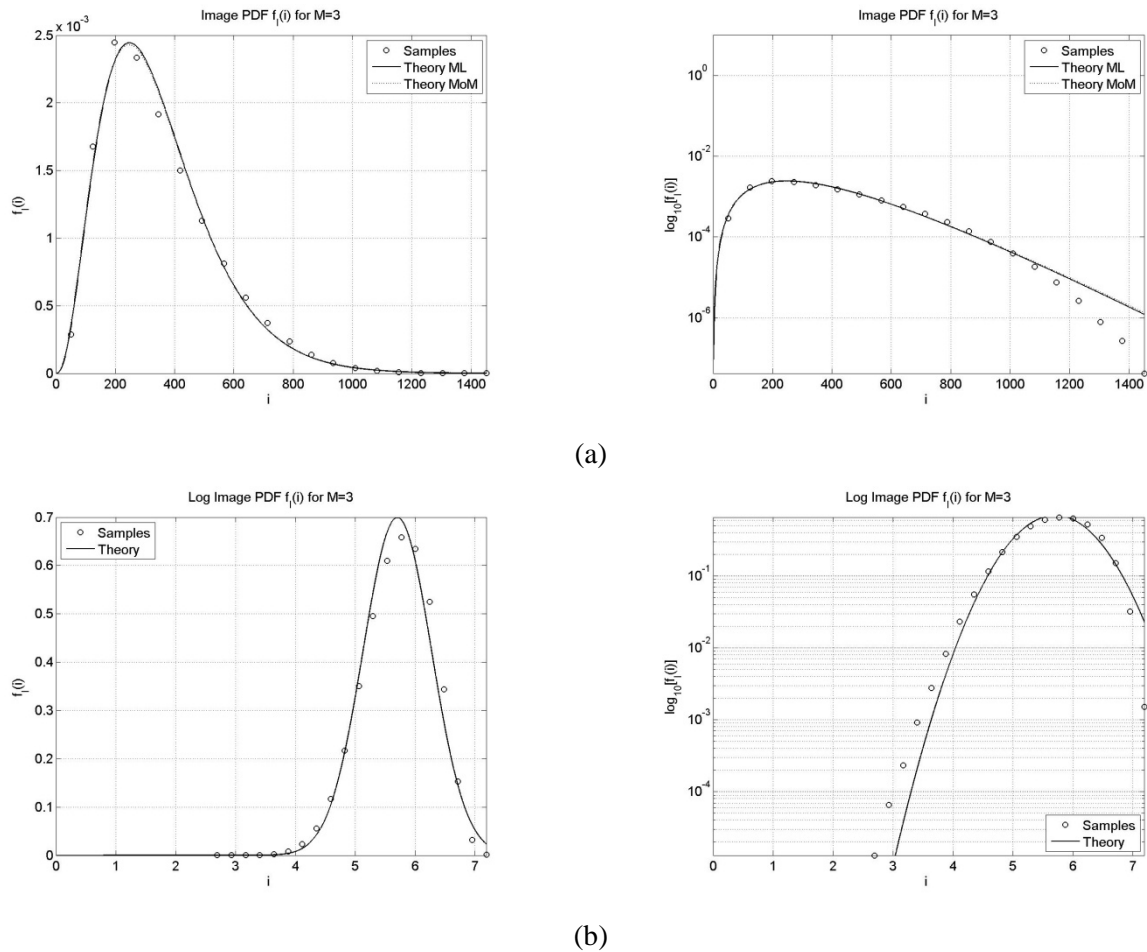 Image PDF f_I(i) for M=3
x 10^-3
2.5
2
1.5
1
0.5
0
f_I(i)
0 200 400 600 800 1000 1200 1400
i
Samples
Theory ML
Theory MoM
Image PDF f_I(i) for M=3
10^0
10^-2
10^-4
10^-6
log_10[f_I(i)]
0 200 400 600 800 1000 1200 1400
i
Samples
Theory ML
Theory MoM
(a)
Log Image PDF f_I(i) for M=3
0.7
0.6
0.5
0.4
0.3
0.2
0.1
0
f_I(i)
0 1 2 3 4 5 6 7
i
Samples
Theory
Log Image PDF f_I(i) for M=3
10^-1
10^-2
10^-3
10^-4
log_10[f_I(i)]
0 1 2 3 4 5 6 7
i
Samples
Theory
(b)